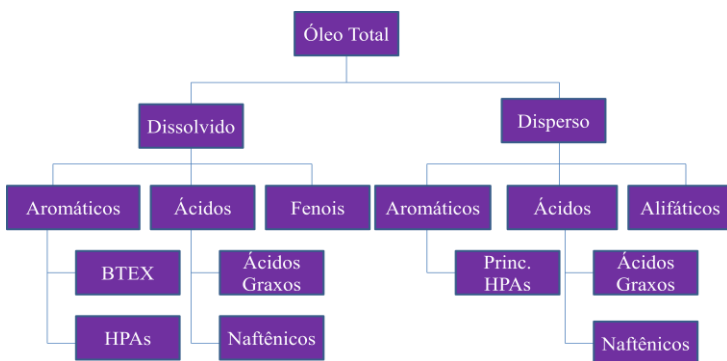 Óleo Total
Dissolvido
Disperso
Aromáticos
Ácidos
Fenois
Aromáticos
Ácidos
Alifáticos
BTEX
Ácidos
Graxos
Princ.
HPAs
Ácidos
Graxos
HPAs
Naftênicos
Naftênicos